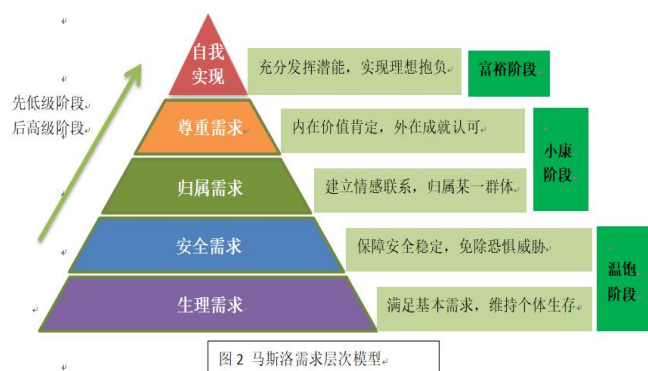 自我
实现
充分发挥潜能，实现理想抱负
富裕阶段
先低级阶段
后高级阶段
尊重需求
内在价值肯定，外在成就认可
小康
阶段
归属需求
建立情感联系，归属某一群体
安全需求
保障安全稳定，免除恐惧威胁
温饱
阶段
生理需求
满足基本需求，维持个体生存
图 2 马斯洛需求层次模型